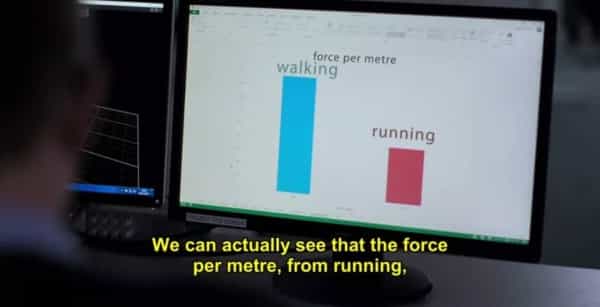 force per metre
walking
running
We can actually see that the force
per metre, from running,